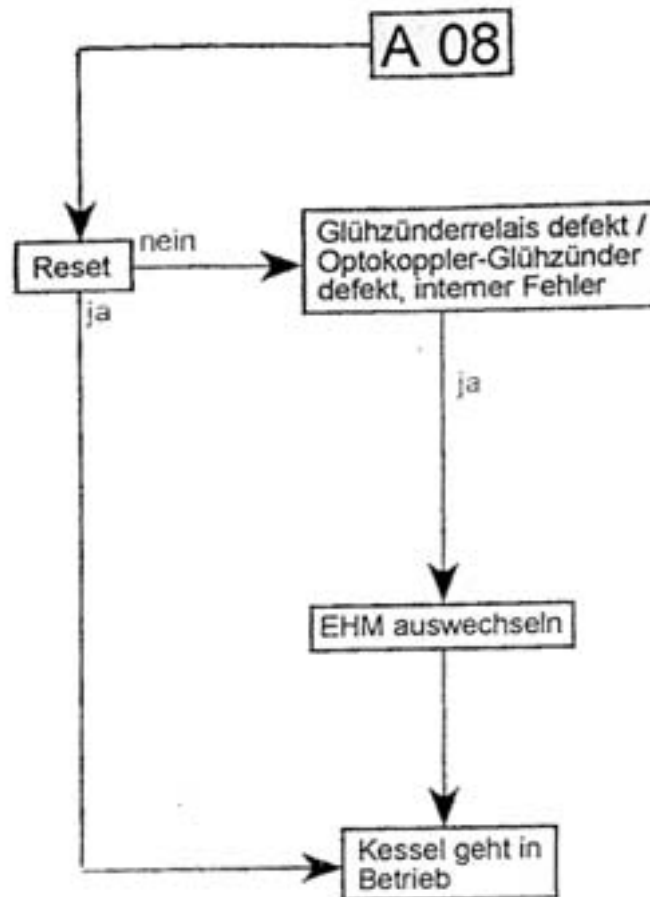 A 08
nein
Reset
ja
Glühzünderrelais defekt /
Optokoppler-Glühzünder
defekt, interner Fehler
ja
EHM auswechseln
Kessel geht in
Betrieb